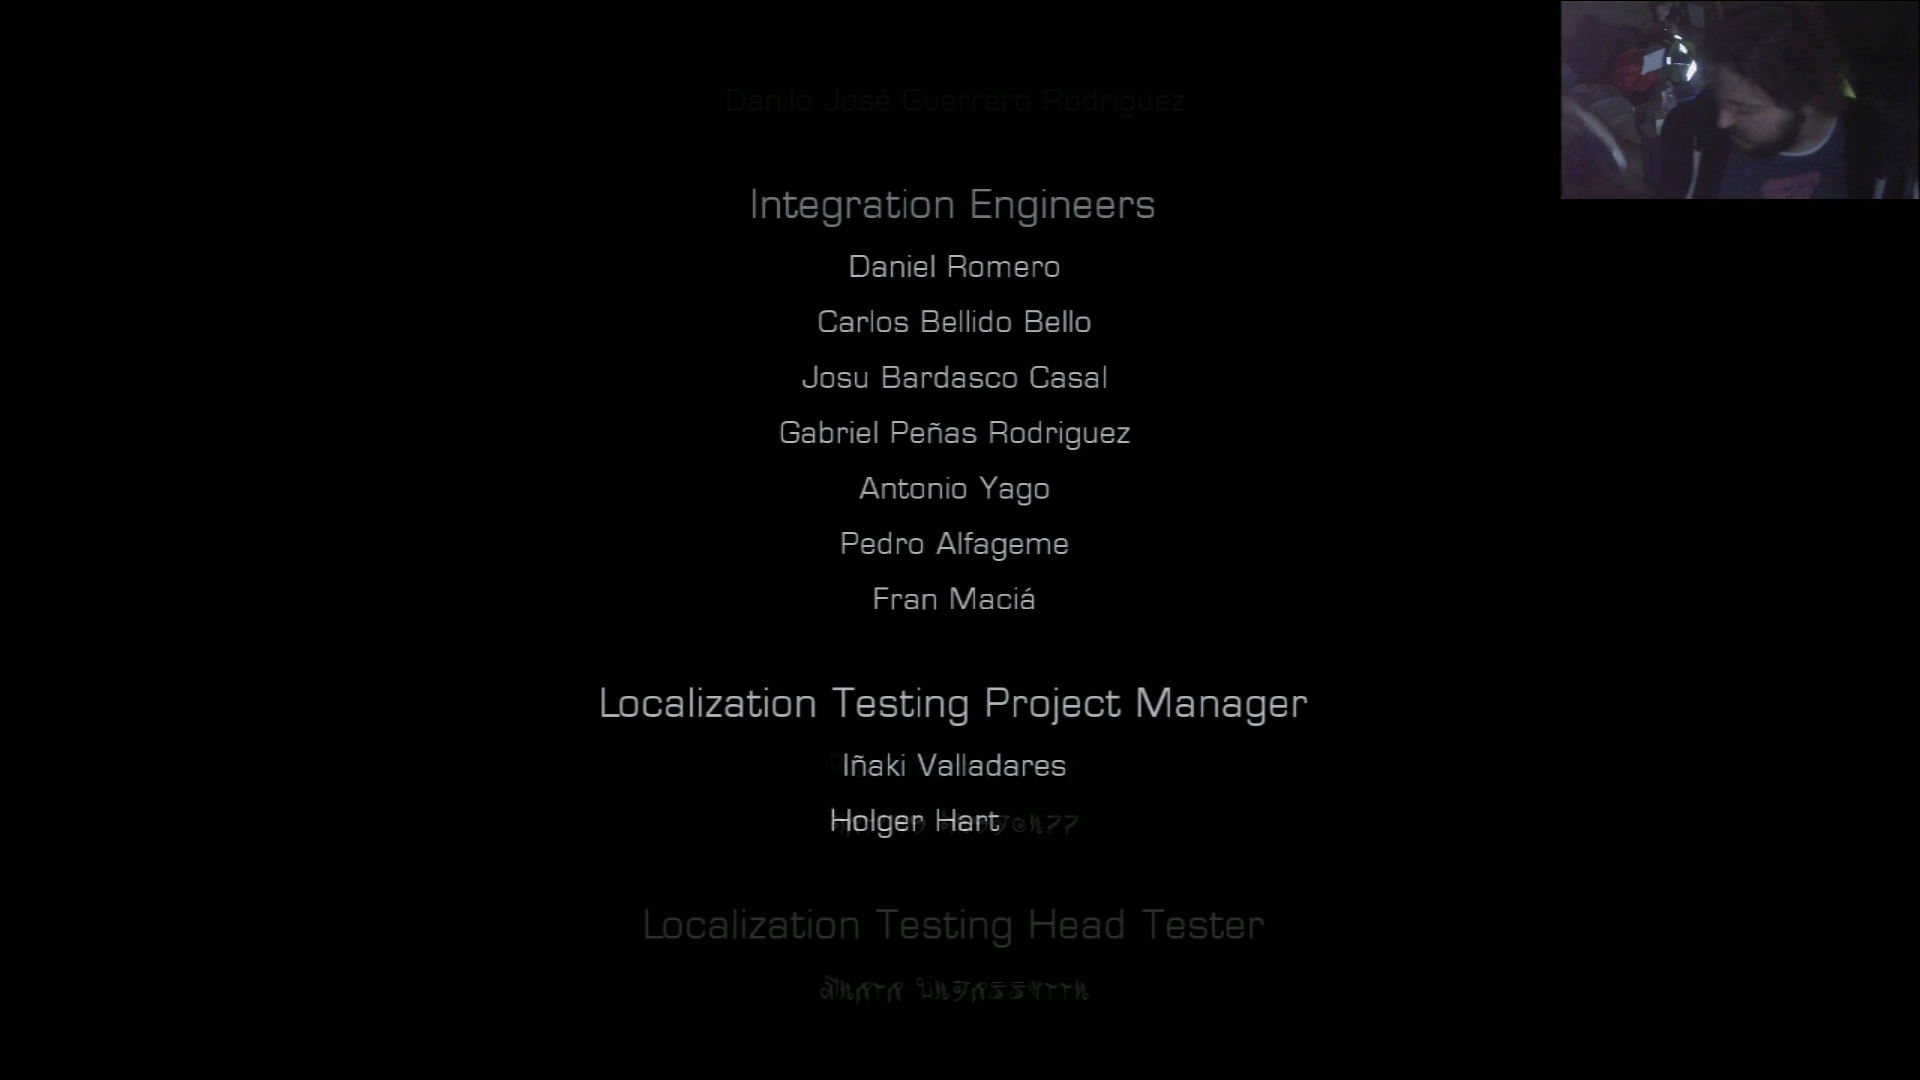 Danilo José Guerrero Rodríguez
Integration Engineers
Daniel Romero
Carlos Bellido Bello
Josu Bardasco Casal
Gabriel Peñas Rodriguez
Antonio Yago
Pedro Alfageme
Fran Maciá
Localization Testing Project Manager
Iñaki Valladares
Holger Hart
Localization Testing Head Tester